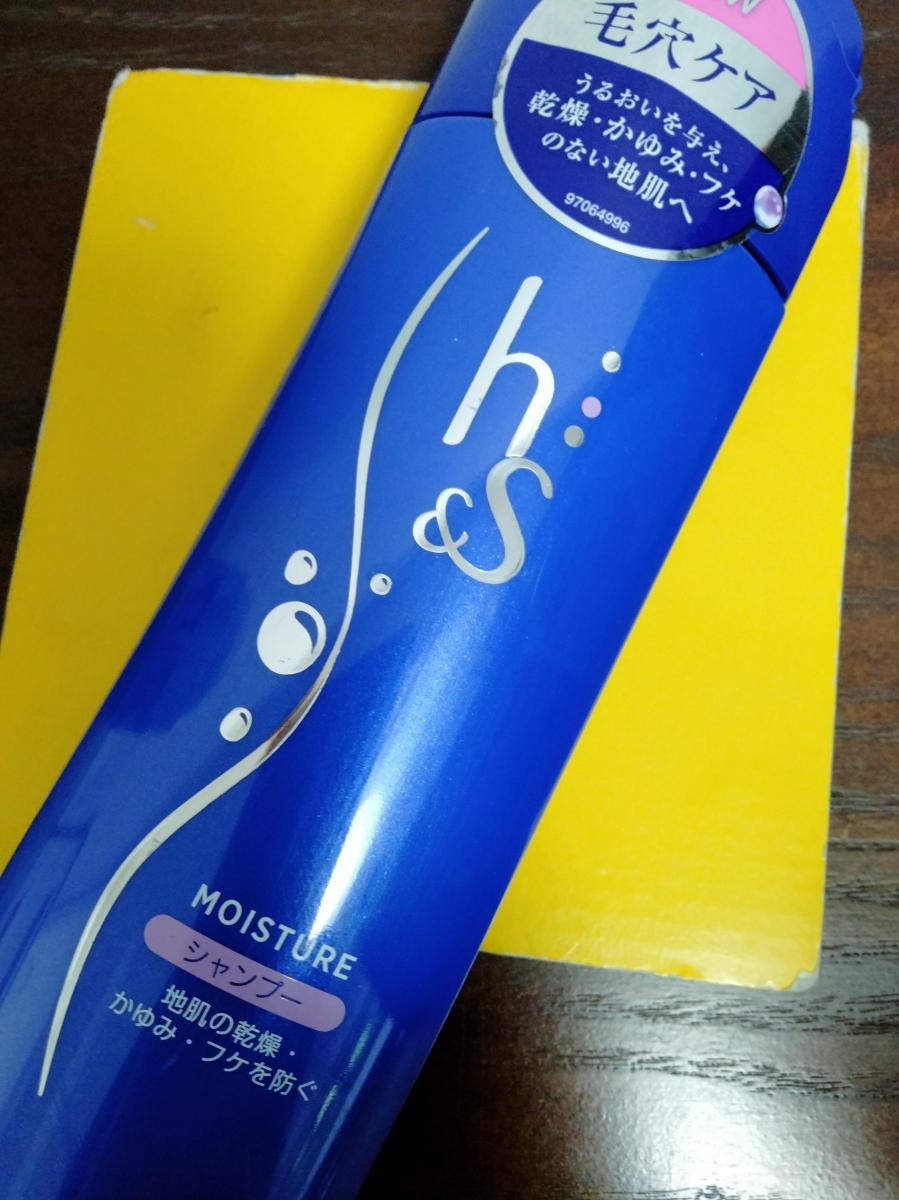 毛穴ケア
うるおいを与え、
乾燥・かゆみ・フケ
のない地肌へ
97064996
h
&S
MOISTURE
シャンプー
地肌の乾燥・
かゆみ・フケを防ぐ